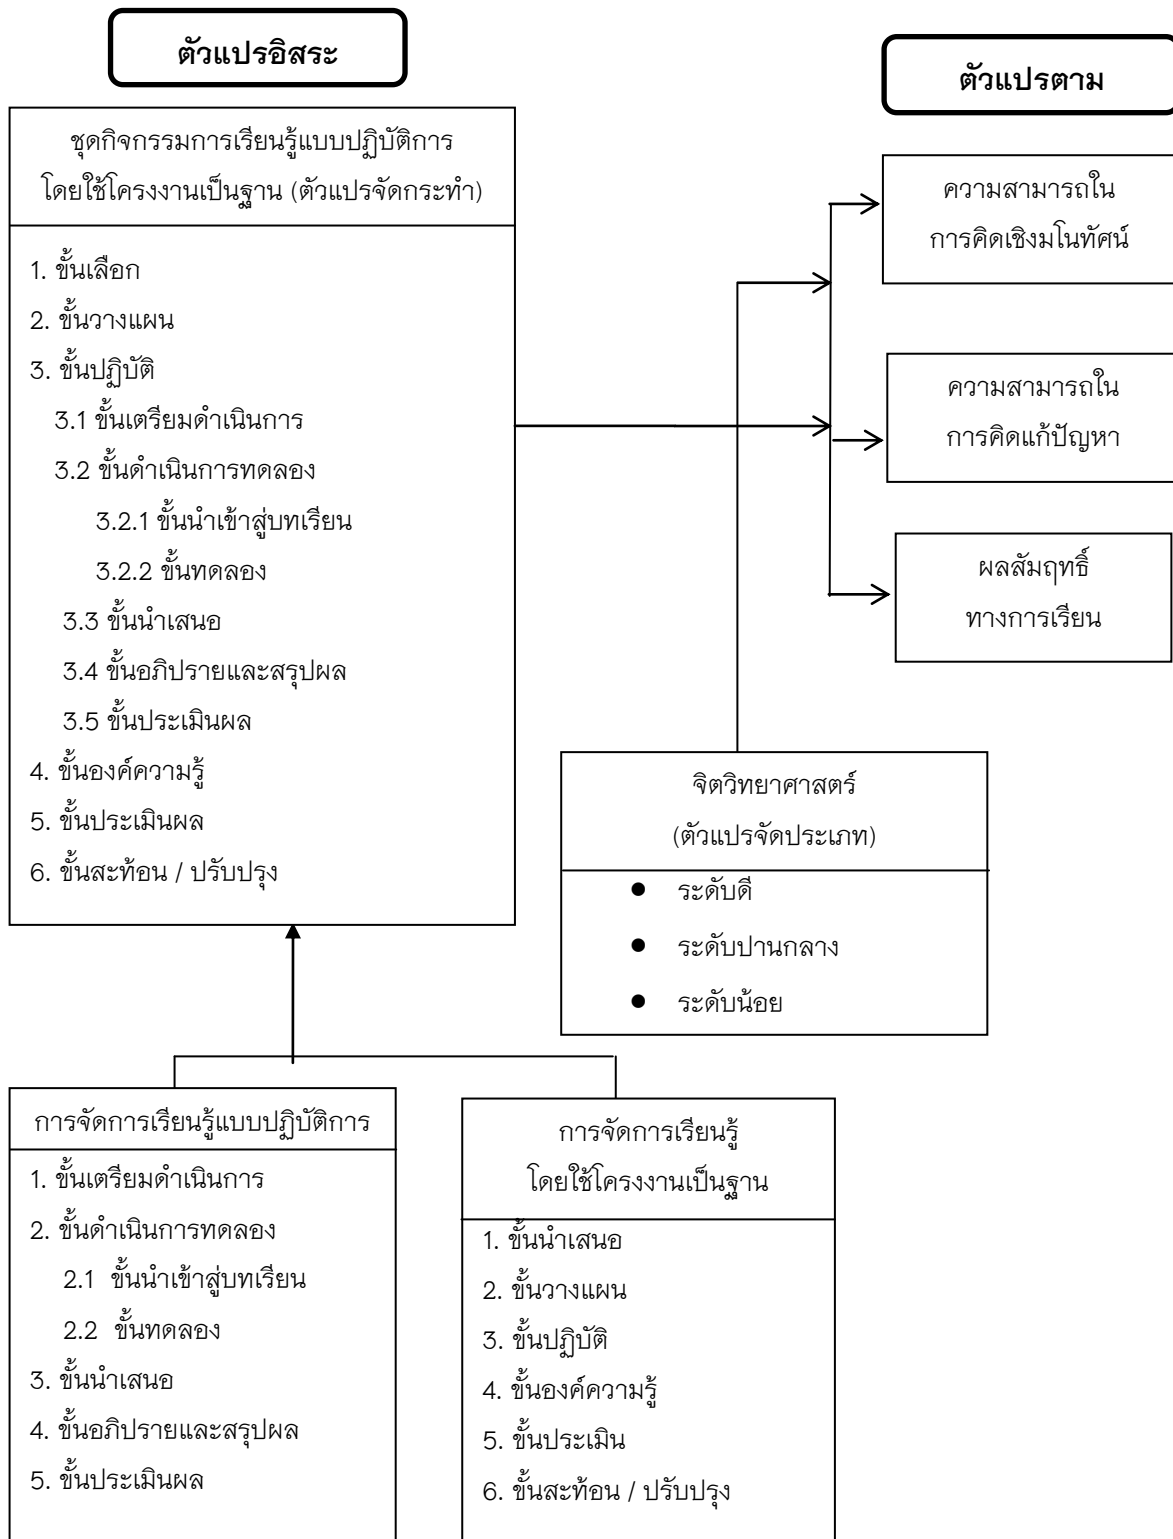 ตัวแปรอิสระ
ตัวแปรตาม
ชุดกิจกรรมการเรียนรู้แบบปฏิบัติการ
โดยใช้โครงงานเป็นฐาน (ตัวแปรจัดกระทำ)
1. ขั้นเลือก
2. ขั้นวางแผน
3. ขั้นปฏิบัติ
3.1 ขั้นเตรียมดำเนินการ
3.2 ขั้นดำเนินการทดลอง
3.2.1 ขั้นนำเข้าสู่บทเรียน
3.2.2 ขั้นทดลอง
3.3 ขั้นนำเสนอ
3.4 ขั้นอภิปรายและสรุปผล
3.5 ขั้นประเมินผล
4. ขั้นองค์ความรู้
5. ขั้นประเมินผล
6. ขั้นสะท้อน / ปรับปรุง
ความสามารถใน
การคิดเชิงมโนทัศน์
ความสามารถใน
การคิดแก้ปัญหา
ผลสัมฤทธิ์
ทางการเรียน
จิตวิทยาศาสตร์
(ตัวแปรจัดประเภท)
● ระดับดี
● ระดับปานกลาง
● ระดับน้อย
การจัดการเรียนรู้แบบปฏิบัติการ
1. ขั้นเตรียมดำเนินการ
2. ขั้นดำเนินการทดลอง
2.1 ขั้นนำเข้าสู่บทเรียน
2.2 ขั้นทดลอง
3. ขั้นนำเสนอ
4. ขั้นอภิปรายและสรุปผล
5. ขั้นประเมินผล
การจัดการเรียนรู้
โดยใช้โครงงานเป็นฐาน
1. ขั้นนำเสนอ
2. ขั้นวางแผน
3. ขั้นปฏิบัติ
4. ขั้นองค์ความรู้
5. ขั้นประเมิน
6. ขั้นสะท้อน / ปรับปรุง